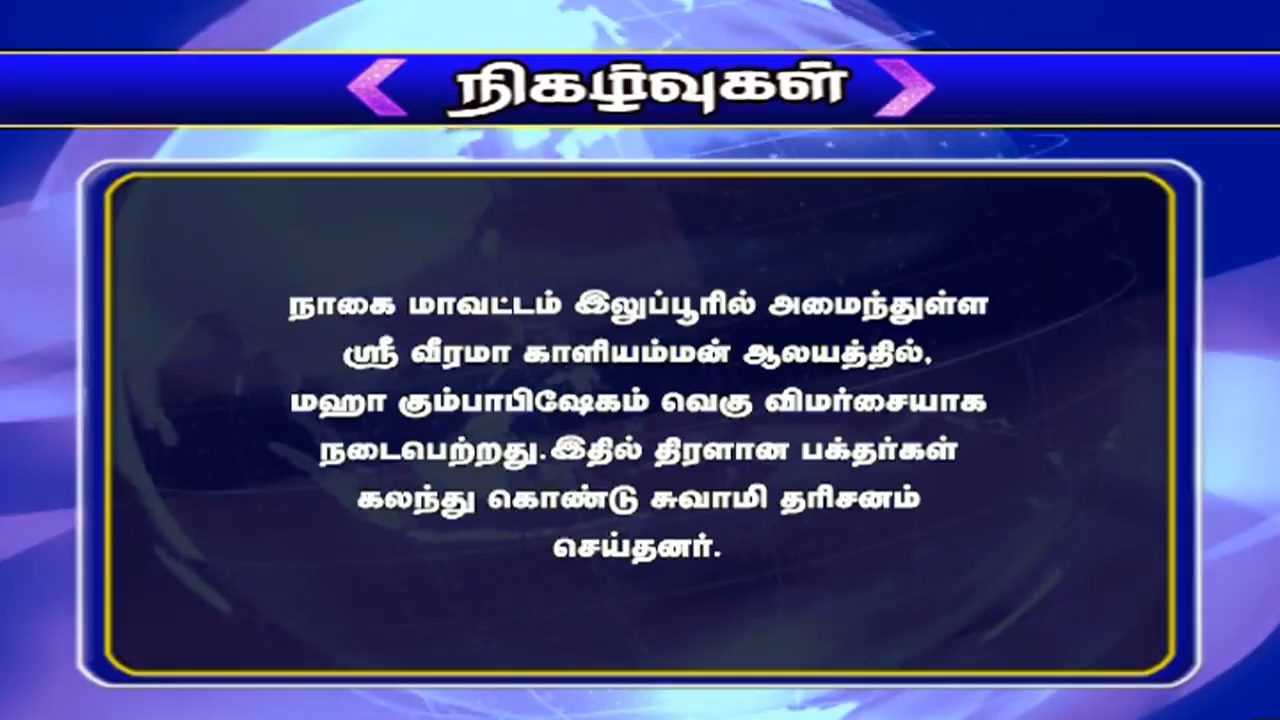 நிகழ்வுகள்
நாகை மாவட்டம் இலுப்பூரில் அமைந்துள்ள
ஸ்ரீ வீரமா காளியம்மன் ஆலயத்தில்,
மஹா கும்பாபிஷேகம் வெகு விமர்சையாக
நடைபெற்றது.இதில் திரளான பக்தர்கள்
கலந்து கொண்டு சுவாமி தரிசனம்
செய்தனர்.